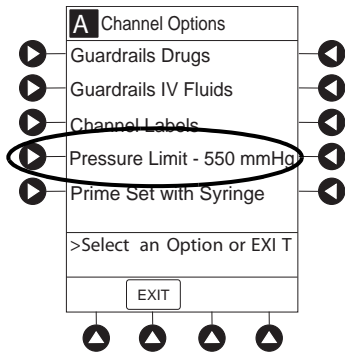 A Channel Options
Guardrails Drugs
Guardrails IV Fluids
Channel Labels
Pressure Limit - 550 mmHg
Prime Set with Syringe
>Select an Option or EXI T
EXIT